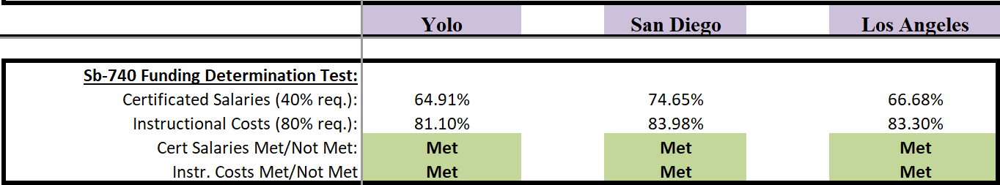 Yolo San Diego Los Angeles
Sb-740 Funding Determination Test:
Certificated Salaries (40% req.): 64.91% 74.65% 66.68%
Instructional Costs (80% req.): 81.10% 83.98% 83.30%
Cert Salaries Met/Not Met: Met Met Met
Instr. Costs Met/Not Met Met Met Met